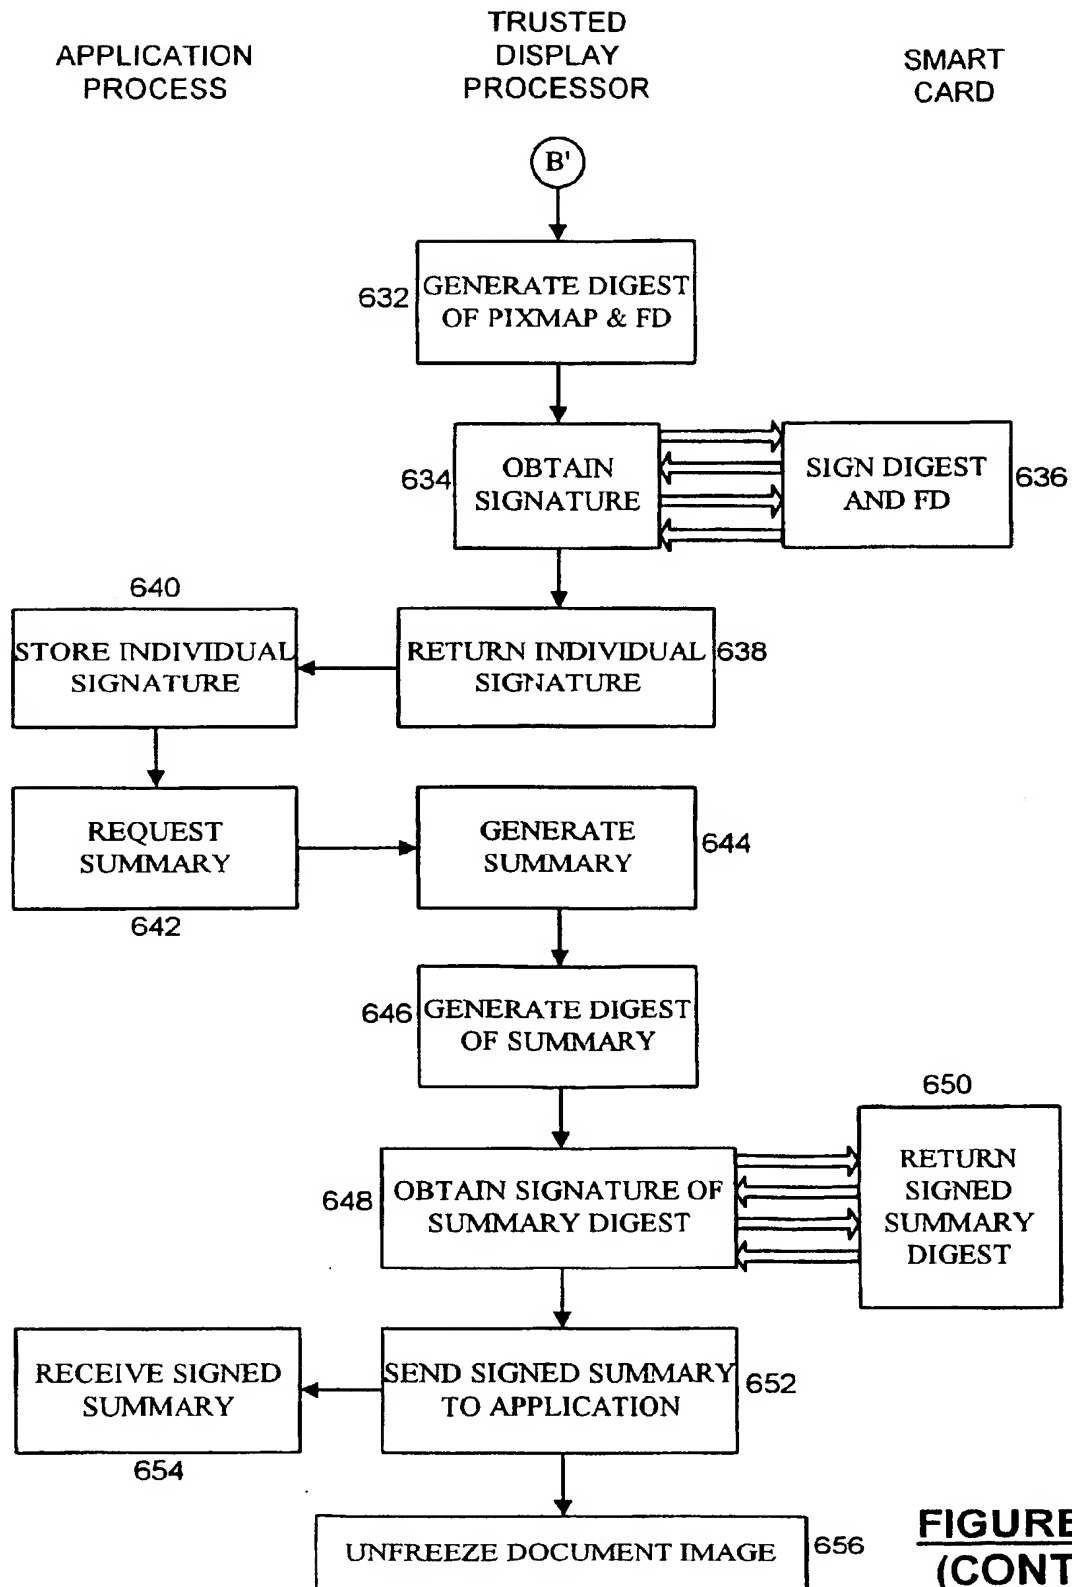 APPLICATION
PROCESS
TRUSTED
DISPLAY
PROCESSOR
SMART
CARD
B'
632
GENERATE DIGEST
OF PIXMAP & FD
634
OBTAIN
SIGNATURE
SIGN DIGEST
AND FD
636
640
STORE INDIVIDUAL
SIGNATURE
RETURN INDIVIDUAL
SIGNATURE
638
REQUEST
SUMMARY
642
GENERATE
SUMMARY
644
646
GENERATE DIGEST
OF SUMMARY
650
648
OBTAIN SIGNATURE OF
SUMMARY DIGEST
RETURN
SIGNED
SUMMARY
DIGEST
RECEIVE SIGNED
SUMMARY
654
SEND SIGNED SUMMARY
TO APPLICATION
652
UNFREEZE DOCUMENT IMAGE
656
FIGURE
(CONT